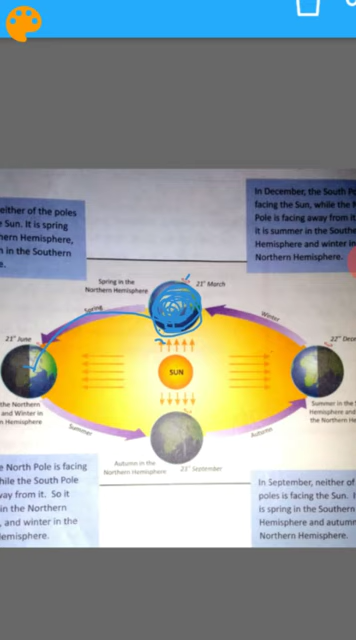 either of the poles
Sun. It is spring
hern Hemisphere,
in the Southern
e.
In December, the South P
facing the Sun, while the
Pole is facing away from it
it is summer in the Southe
Hemisphere and winter in
Northern Hemisphere.
Spring in the
Northern Hemisphere
21st March
Spring
Winter
21st June
22nd Dece
SUN
the Northern
and Winter in
n Hemisphere
Summer in the
Hemisphere and
the Northern He
Summer
Autumn
Autumn in the
Northern Hemisphere
23rd September
e North Pole is facing
hile the South Pole
way from it. So it
in the Northern
, and winter in the
emisphere.
In September, neither of
poles is facing the Sun. I
is spring in the Southern
Hemisphere and autumn
Northern Hemisphere.